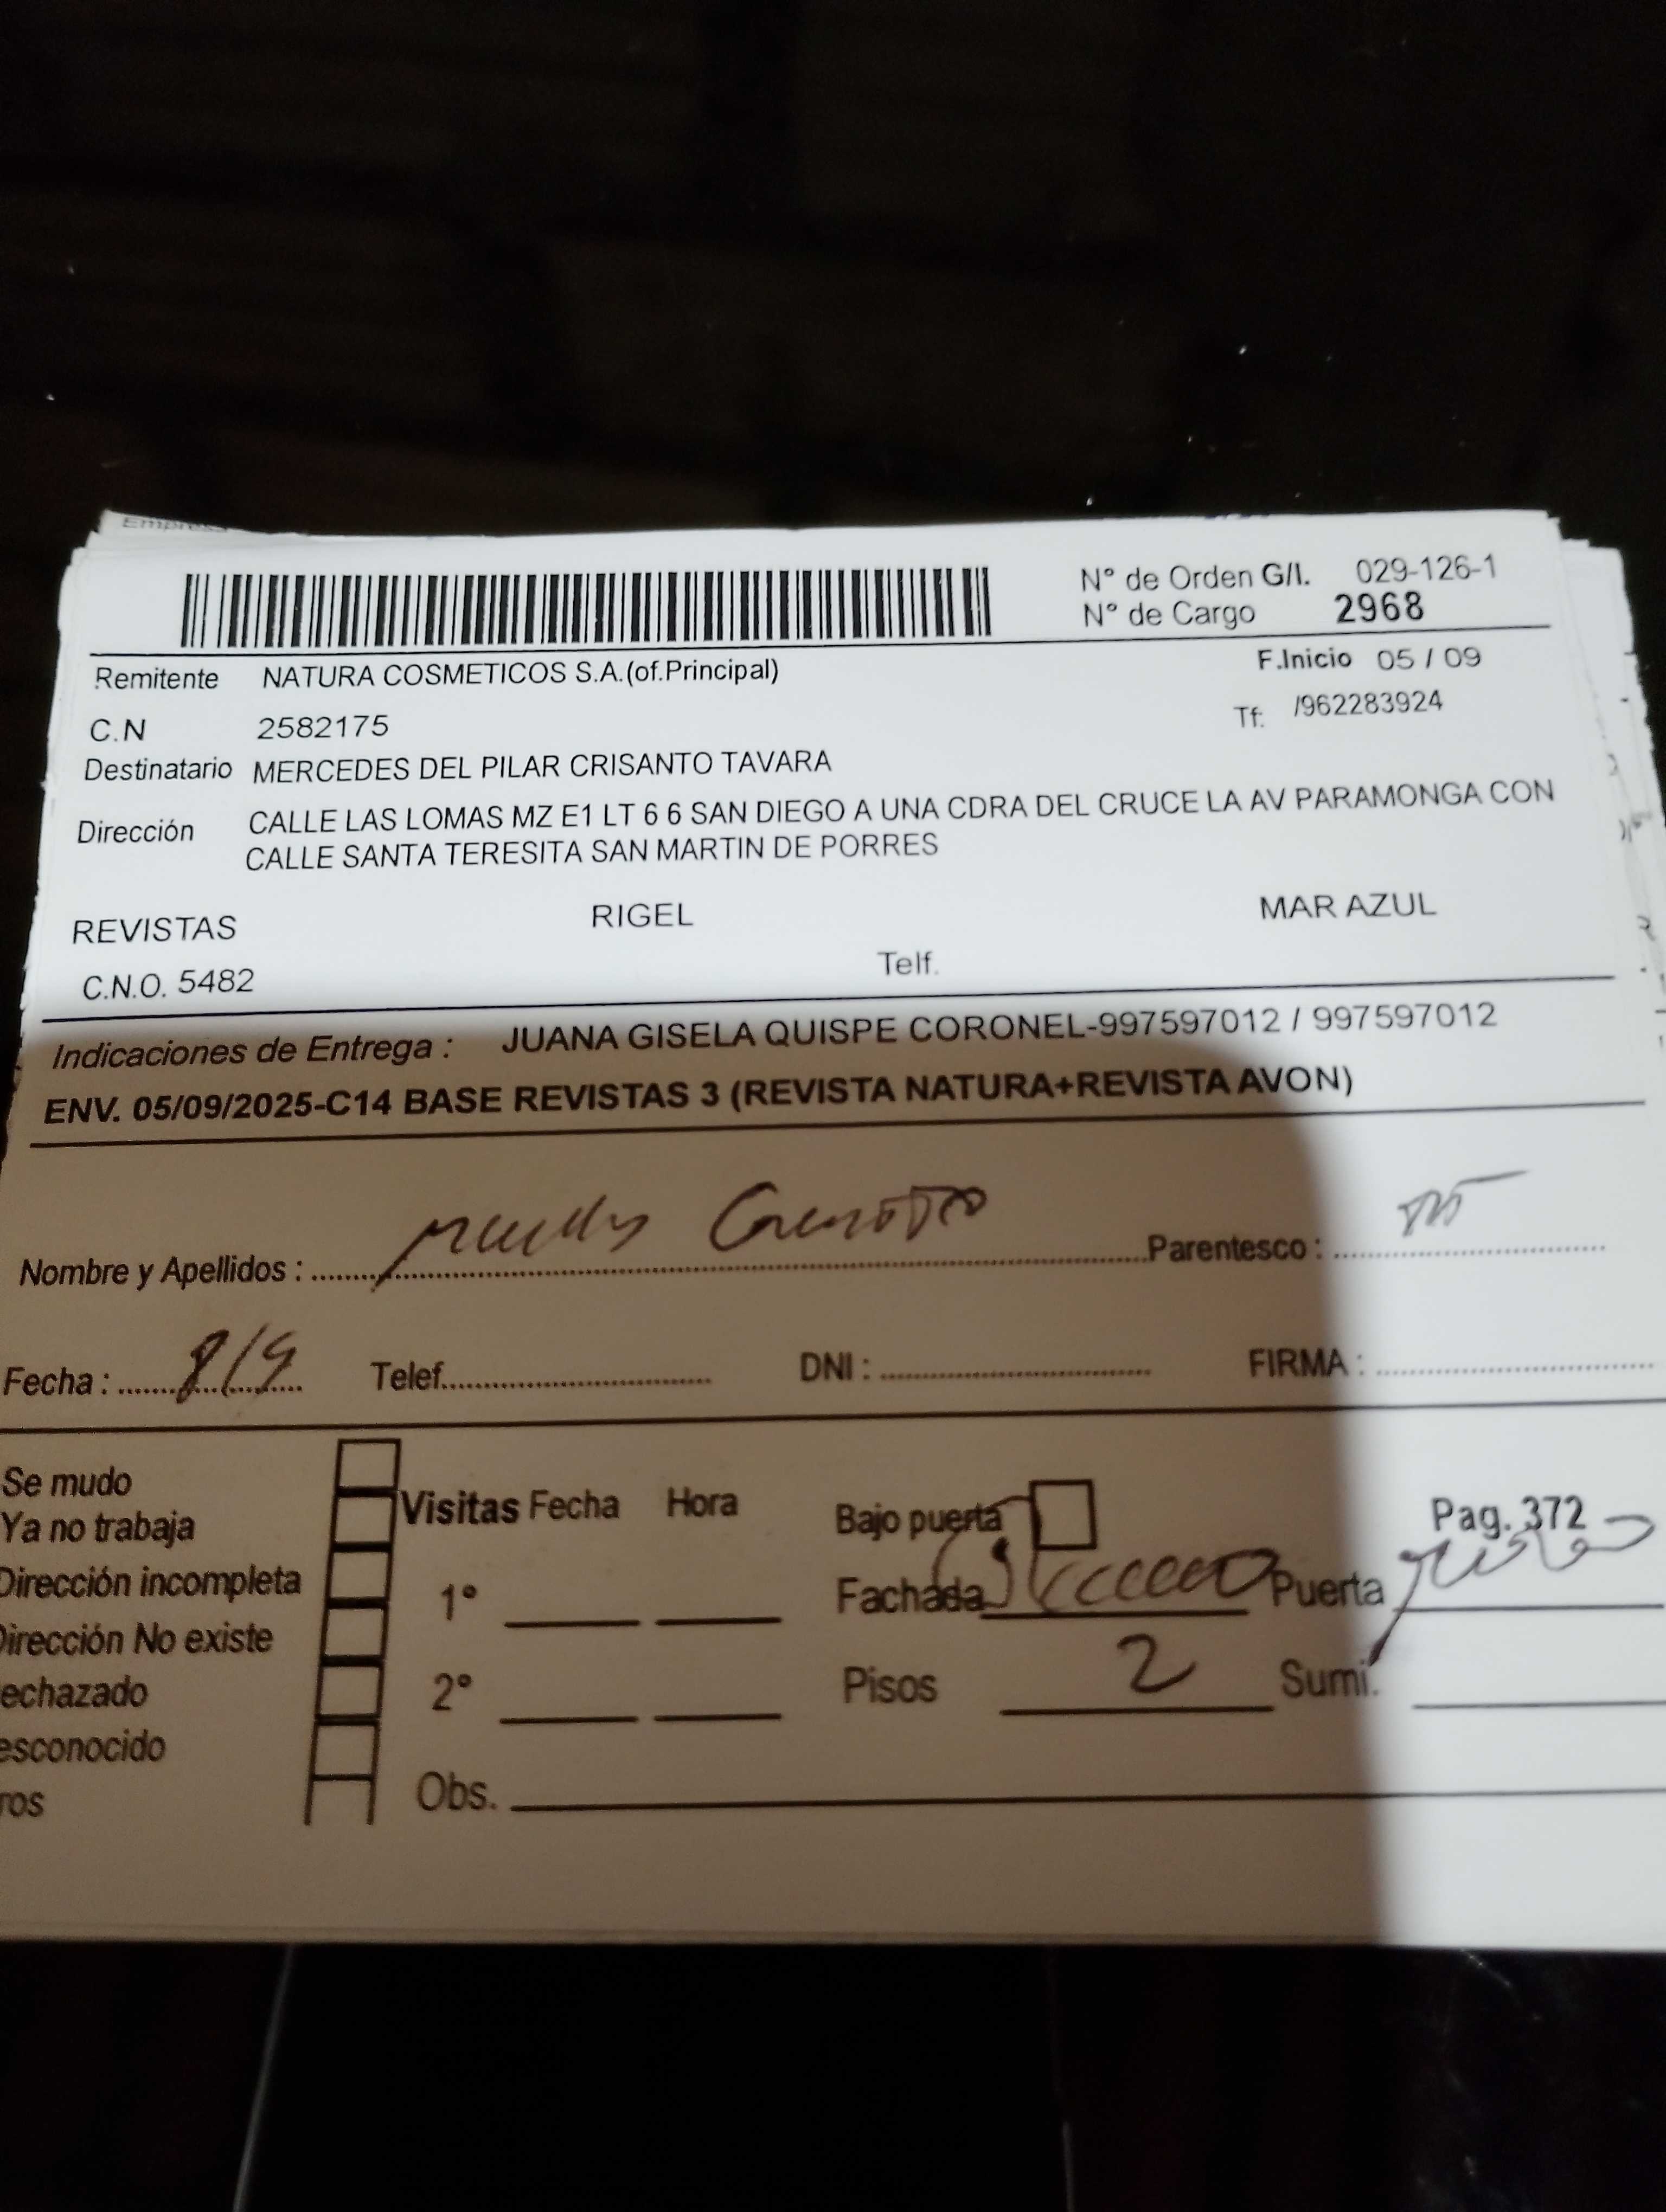 Empresa
N° de Orden G/I. 029-126-1
N° de Cargo 2968
Remitente NATURA COSMETICOS S.A.(of.Principal) F.Inicio 05 / 09
C.N 2582175 Tf: /962283924
Destinatario MERCEDES DEL PILAR CRISANTO TAVARA
Dirección CALLE LAS LOMAS MZ E1 LT 6 6 SAN DIEGO A UNA CDRA DEL CRUCE LA AV PARAMONGA CON
CALLE SANTA TERESITA SAN MARTIN DE PORRES
REVISTAS RIGEL MAR AZUL
C.N.O. 5482 Telf.
Indicaciones de Entrega : JUANA GISELA QUISPE CORONEL-997597012 / 997597012
ENV. 05/09/2025-C14 BASE REVISTAS 3 (REVISTA NATURA+REVISTA AVON)
Nombre y Apellidos : Parentesco :
Fecha : 8/9 Telef. DNI : FIRMA :
Se mudo
Ya no trabaja Visitas Fecha Hora Bajo puerta Pag. 372
Dirección incompleta 1° Fachada Puerta
Dirección No existe
echazado 2° Pisos 2 Sumi.
esconocido
ros Obs.